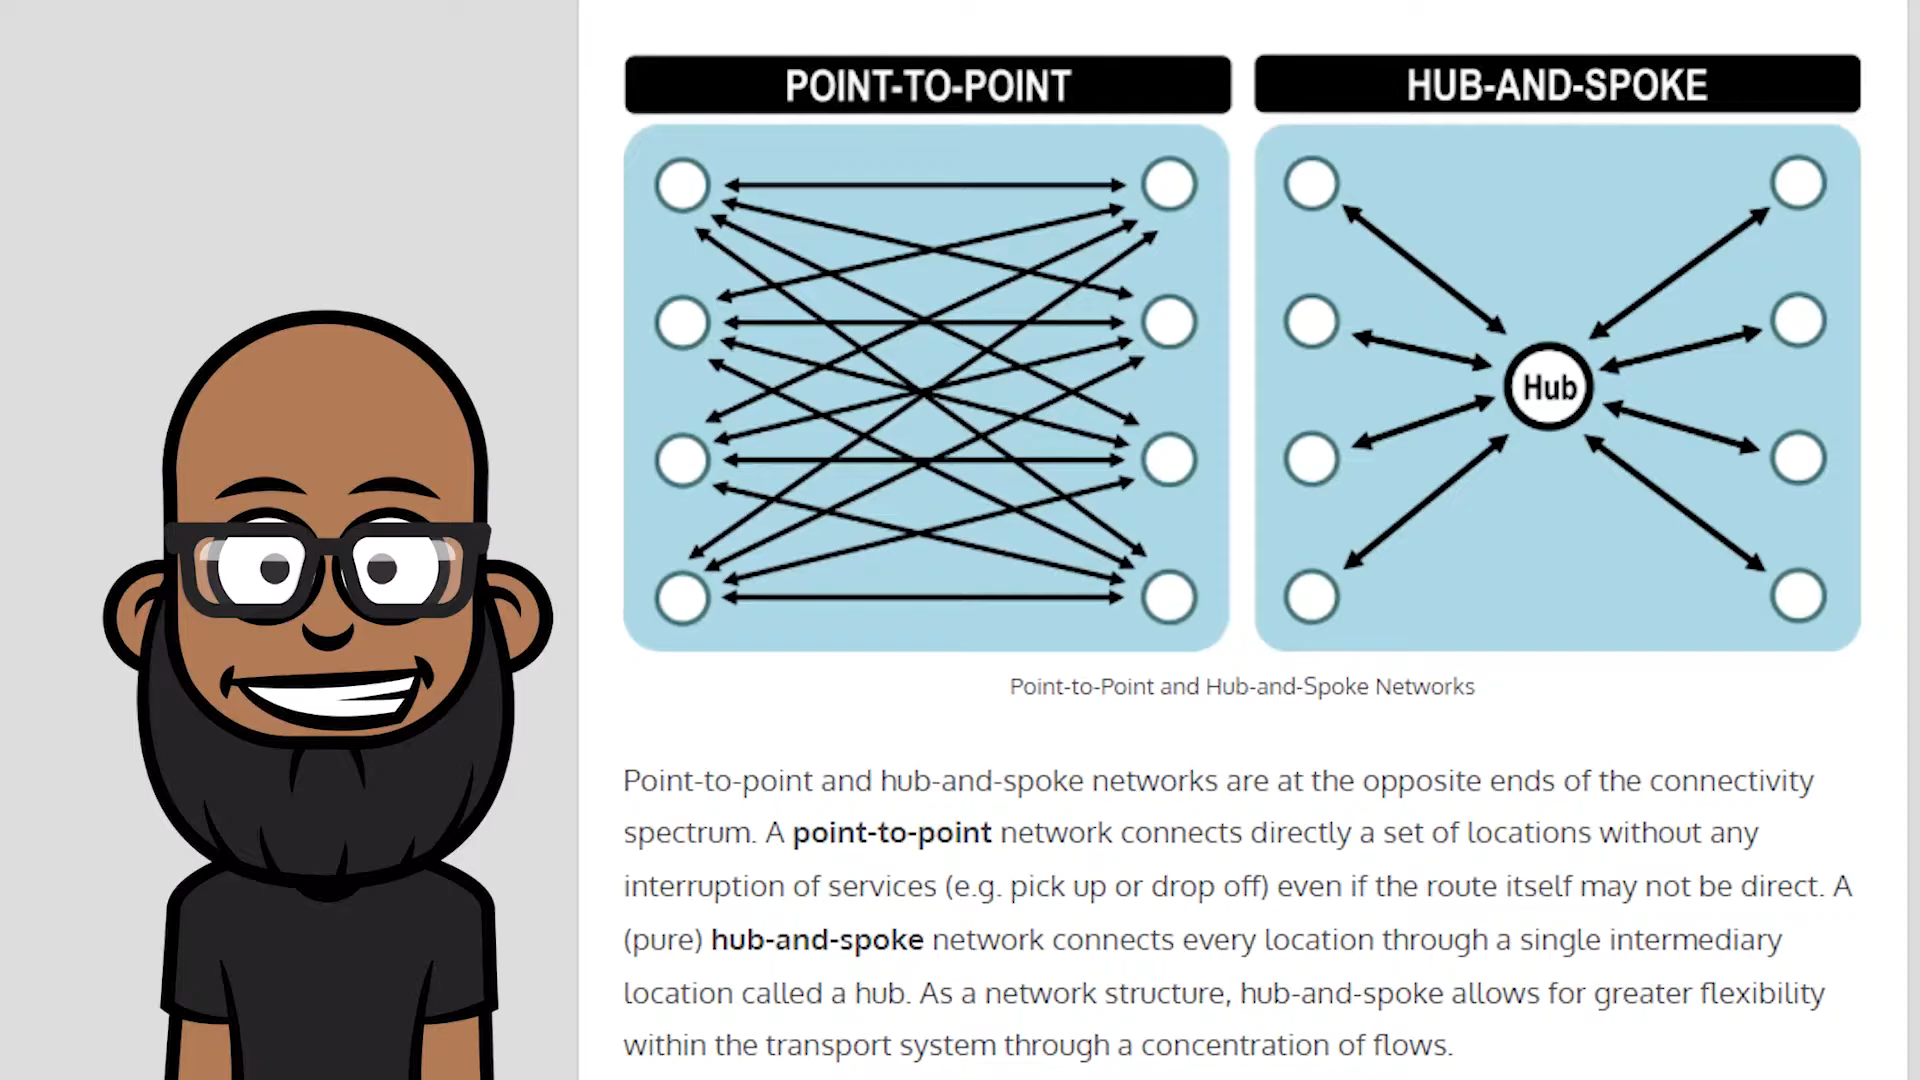 POINT-TO-POINT
HUB-AND-SPOKE
Hub
Point-to-Point and Hub-and-Spoke Networks
Point-to-point and hub-and-spoke networks are at the opposite ends of the connectivity
spectrum. A point-to-point network connects directly a set of locations without any
interruption of services (e.g. pick up or drop off) even if the route itself may not be direct. A
(pure) hub-and-spoke network connects every location through a single intermediary
location called a hub. As a network structure, hub-and-spoke allows for greater flexibility
within the transport system through a concentration of flows.